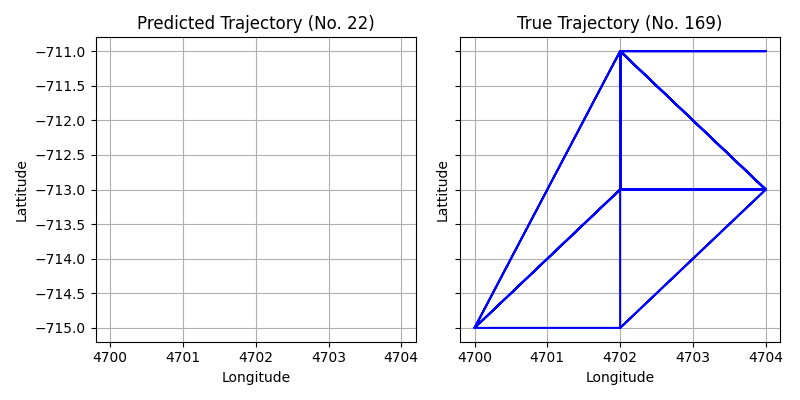 Predicted Trajectory (No. 22)
True Trajectory (No. 169)
−711.0
−711.5
−712.0
−712.5
−713.0
−713.5
−714.0
−714.5
−715.0
Lattitude
Lattitude
4700 4701 4702 4703 4704
4700 4701 4702 4703 4704
Longitude
Longitude